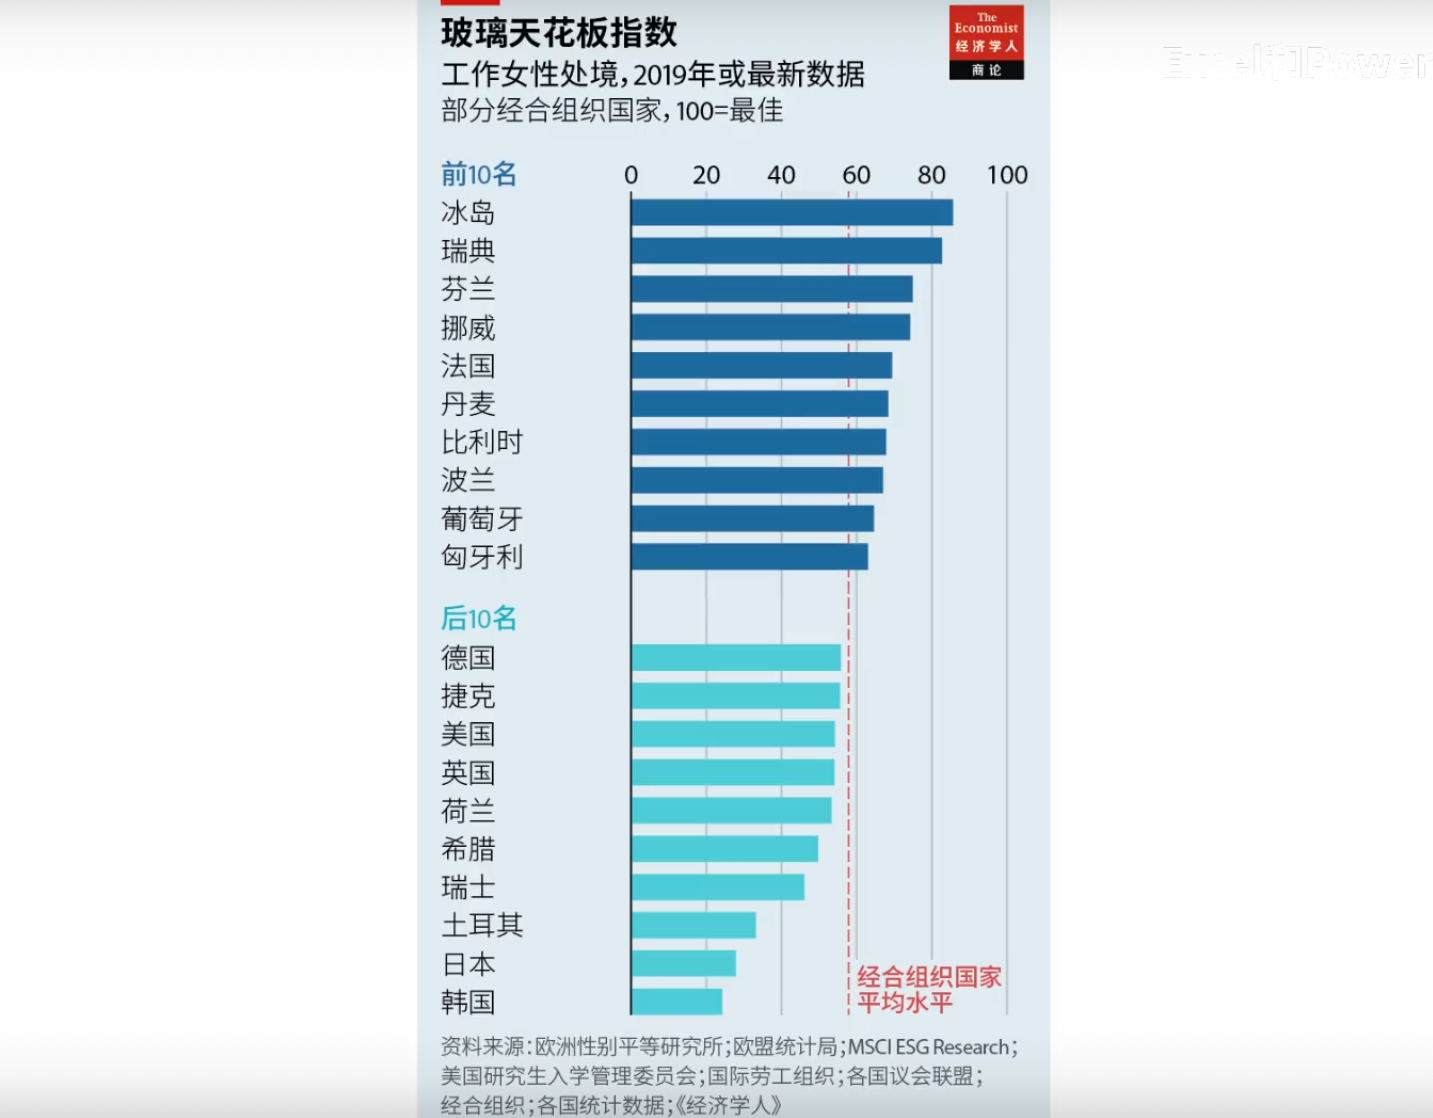 玻璃天花板指数
The
Economist
经济学人
商论
工作女性处境，2019年或最新数据
部分经合组织国家，100=最佳
前10名 0 20 40 60 80 100
冰岛
瑞典
芬兰
挪威
法国
丹麦
比利时
波兰
葡萄牙
匈牙利
后10名
德国
捷克
美国
英国
荷兰
希腊
瑞士
土耳其
日本
韩国
经合组织国家
平均水平
资料来源：欧洲性别平等研究所；欧盟统计局；MSCI ESG Research；
美国研究生入学管理委员会；国际劳工组织；各国议会联盟；
经合组织；各国统计数据；《经济学人》